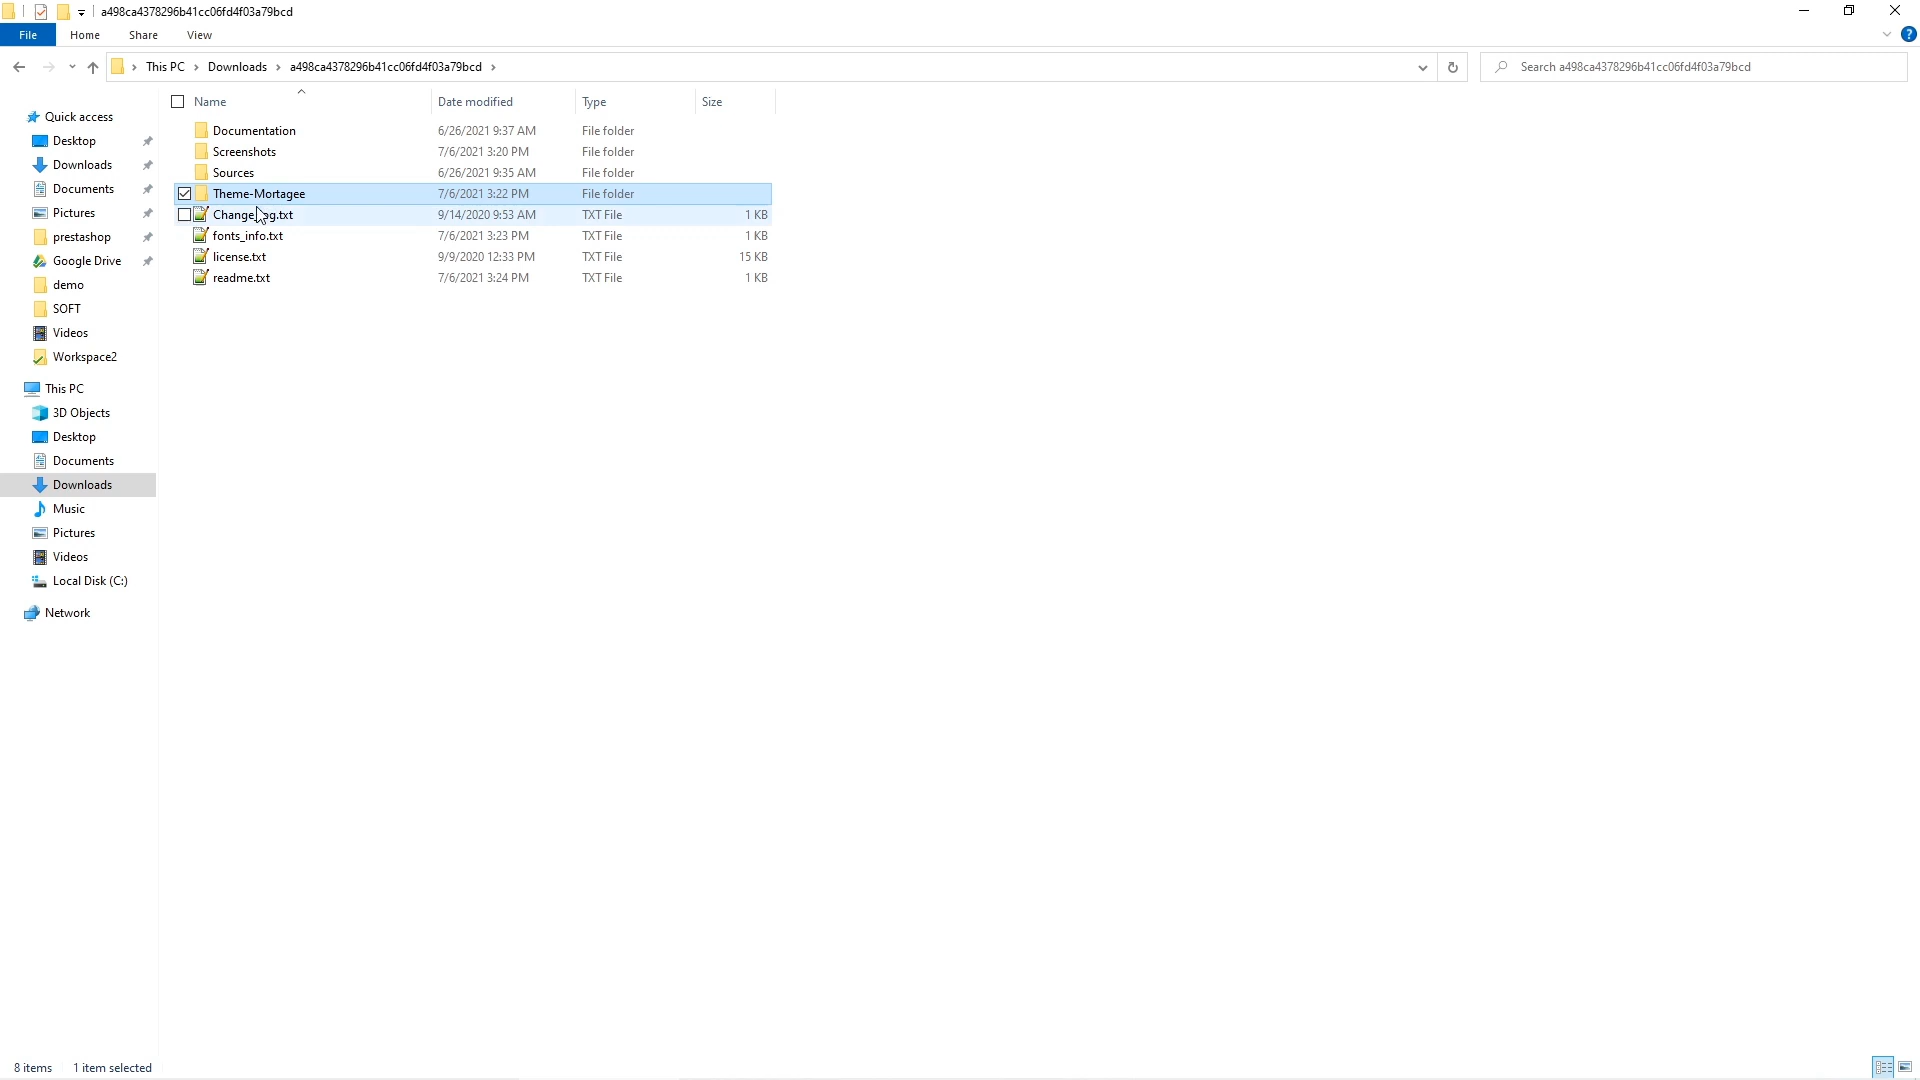 a498ca4378296b41cc06fd4f03a79bcd
File Home Share View
This PC Downloads a498ca4378296b41cc06fd4f03a79bcd Search a498ca4378296b41cc06fd4f03a79bcd
Name Date modified Type Size
Documentation 6/26/2021 9:37 AM File folder
Screenshots 7/6/2021 3:20 PM File folder
Sources 6/26/2021 9:35 AM File folder
Theme-Mortagee 7/6/2021 3:22 PM File folder
9/14/2020 9:53 AM TXT File 1 KB
fonts_info.txt 7/6/2021 3:23 PM TXT File 1 KB
license.txt 9/9/2020 12:33 PM TXT File 15 KB
readme.txt 7/6/2021 3:24 PM TXT File 1 KB
Quick access
Desktop
Downloads
Documents
Pictures
prestashop
Google Drive
demo
SOFT
Videos
Workspace2
This PC
3D Objects
Desktop
Documents
Downloads
Music
Pictures
Videos
Local Disk (C:)
Network
8 items 1 item selected